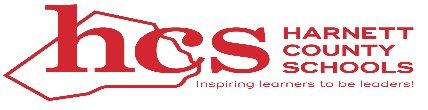 hcs
HARNETT
COUNTY
SCHOOLS
Inspiring learners to be leaders!